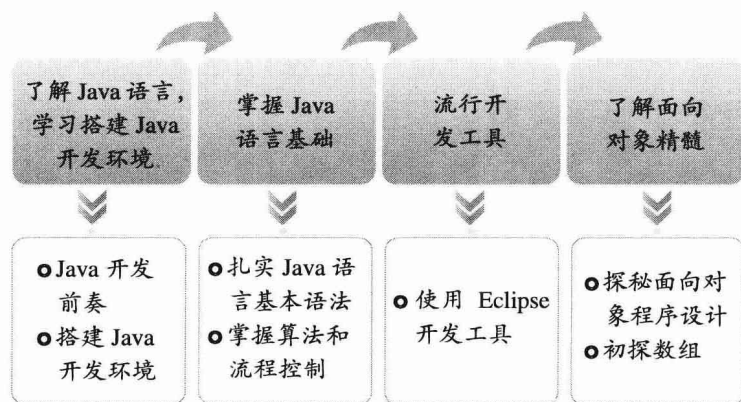 了解 Java 语言，
学习搭建 Java
开发环境
掌握 Java
语言基础
流行开
发工具
了解面向
对象精髓
Java 开发
前奏
搭建 Java
开发环境
扎实 Java 语
言基本语法
掌握算法和
流程控制
使用 Eclipse
开发工具
探秘面向对
象程序设计
初探数组